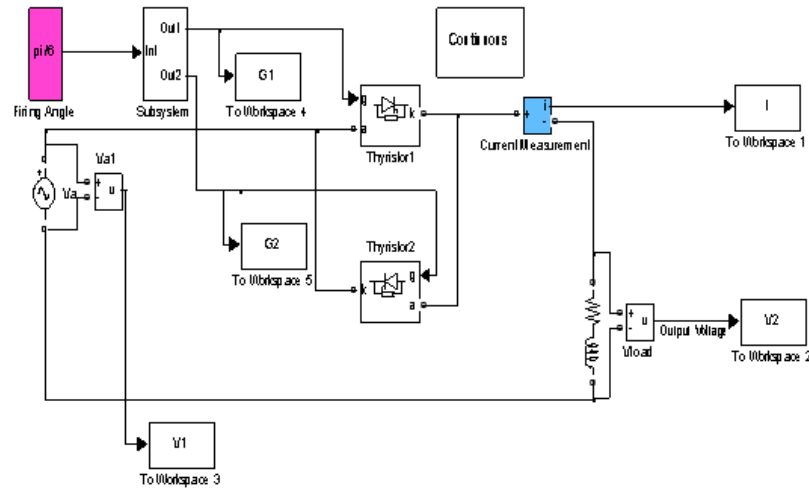 pi/6
Firing Angle
In1
Out1
Out2
Subsystem
G1
To Workspace 4
Continuous
g
a
k
Thyristor1
+
i
-
Current Measurement
I
To Workspace 1
+
Va
Va1
+
-
u
G2
To Workspace 5
Thyristor2
k
g
a
+
-
u
Vload
Output Voltage
V2
To Workspace 2
V1
To Workspace 3